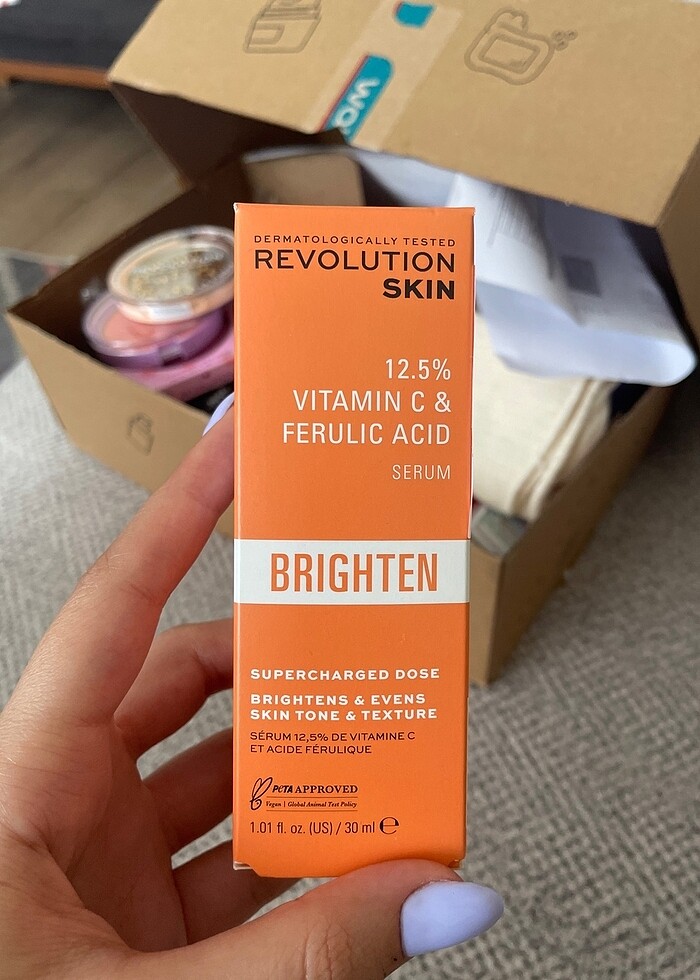 DERMATOLOGICALLY TESTED
REVOLUTION
SKIN
12.5%
VITAMIN C &
FERULIC ACID
SERUM
BRIGHTEN
SUPERCHARGED DOSE
BRIGHTENS & EVENS
SKIN TONE & TEXTURE
SÉRUM 12,5% DE VITAMINE C
ET ACIDE FÉRULIQUE
PETA APPROVED
Vegan | Global Animal Test Policy
1.01 fl. oz. (US) / 30 ml ℮